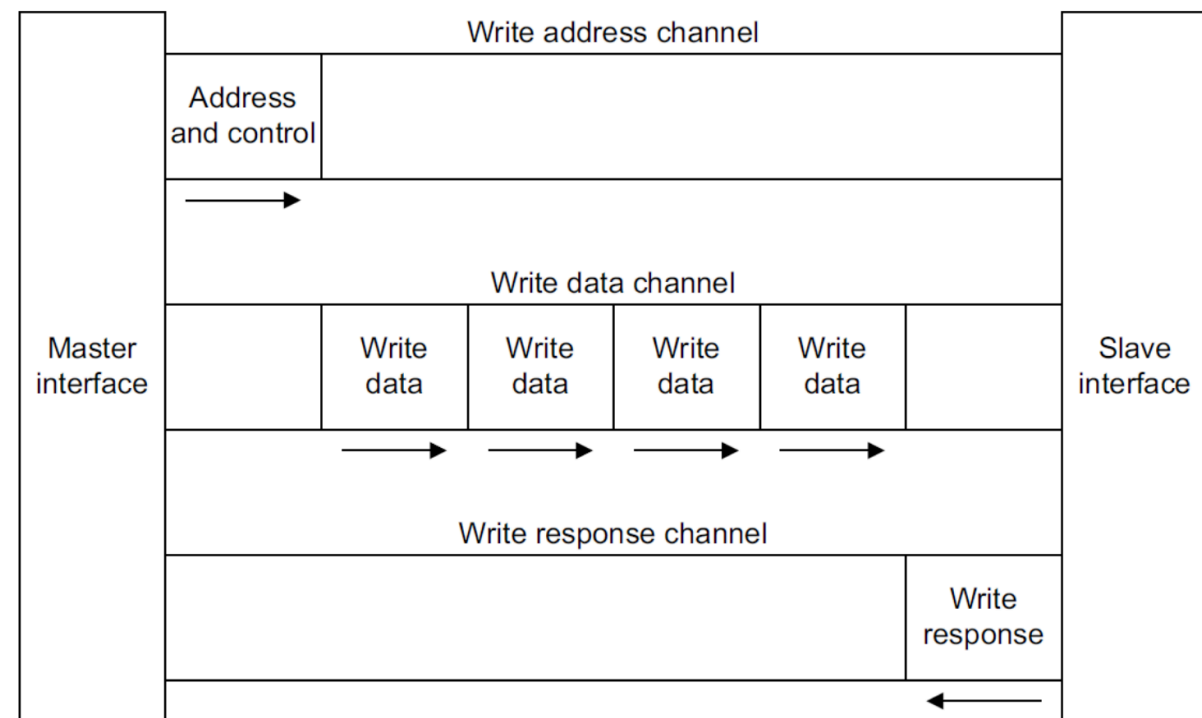 Write address channel
Address
and control
Write data channel
Master
interface
Write
data
Write
data
Write
data
Write
data
Slave
interface
Write response channel
Write
response